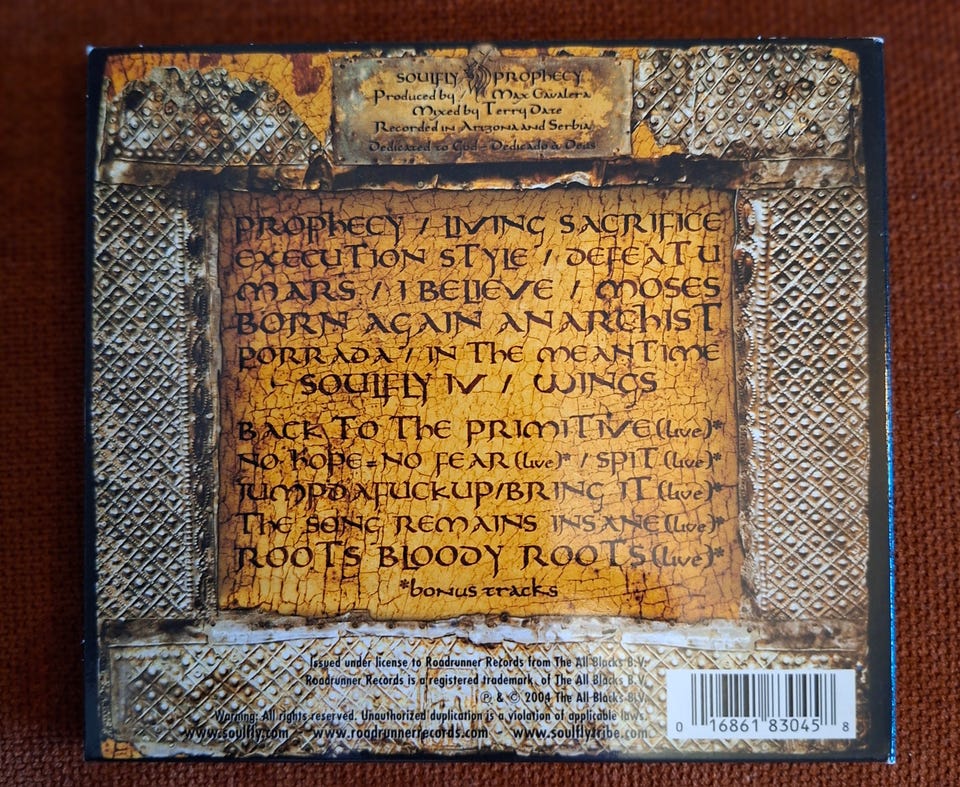 SOULFLY PROPHECY
Produced by Max Cavalera
Mixed by Terry Date
Recorded in Arizona and Serbia
Dedicated to God - Dedicado à Deus
PROPHECY / LIVING SACRIFICE
EXECUTION STYLE / DEFEAT U
MARS / I BELIEVE / MOSES
BORN AGAIN ANARCHIST
PORRADA / IN THE MEANTIME
SOULFLY IV / WINGS
BACK TO THE PRIMITIVE (live)*
NO HOPE = NO FEAR (live)* / SPIT (live)*
JUMPDAFUCKUP/BRING IT (live)*
THE SONG REMAINS INSANE (live)*
ROOTS BLOODY ROOTS (live)*
*bonus tracks
Issued under license to Roadrunner Records from The All Blacks B.V.
Roadrunner Records is a registered trademark of The All Blacks B.V.
℗ & © 2004 The All Blacks B.V.
Warning: All rights reserved. Unauthorized duplication is a violation of applicable laws.
www.soulfly.com - www.roadrunnerrecords.com - www.soulflytribe.com
0 16861 83045 8